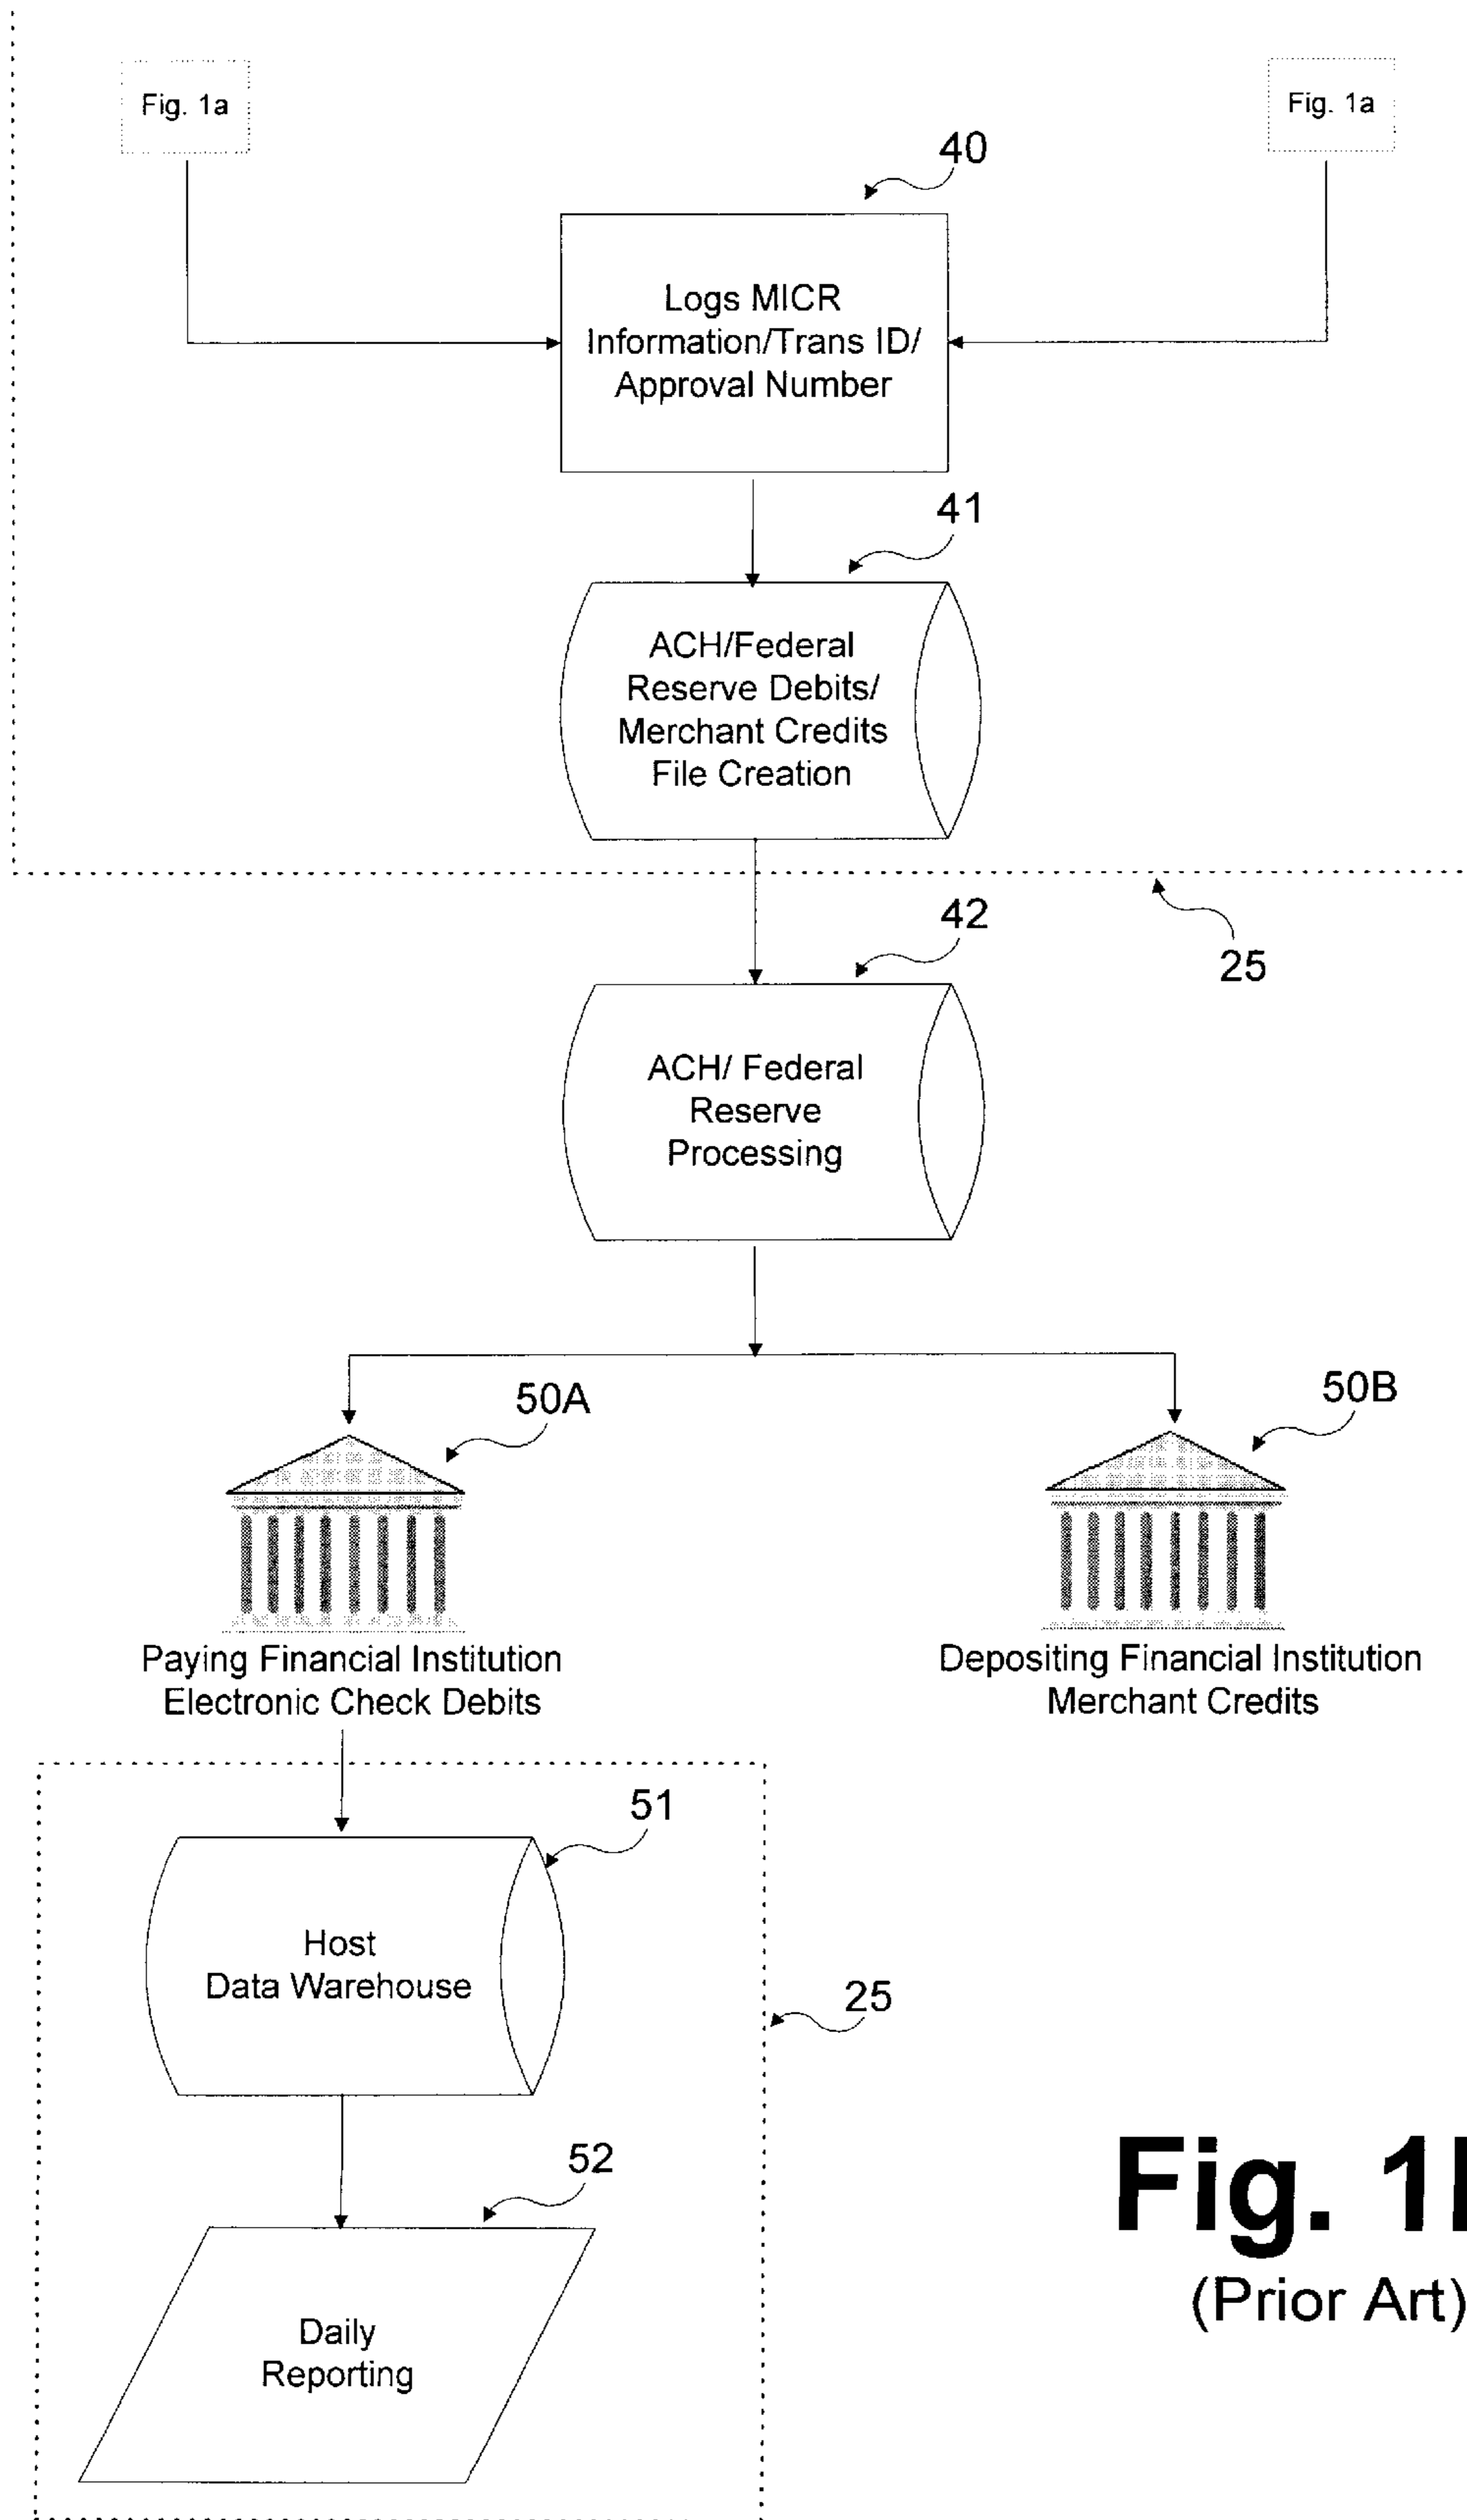 Fig. 1a
Fig. 1a
40
Logs MICR
Information/Trans ID/
Approval Number
41
ACH/Federal
Reserve Debits/
Merchant Credits
File Creation
25
42
ACH/ Federal
Reserve
Processing
50A
50B
Paying Financial Institution
Electronic Check Debits
Depositing Financial Institution
Merchant Credits
51
Host
Data Warehouse
25
52
Daily
Reporting
Fig.
(Prior Art)